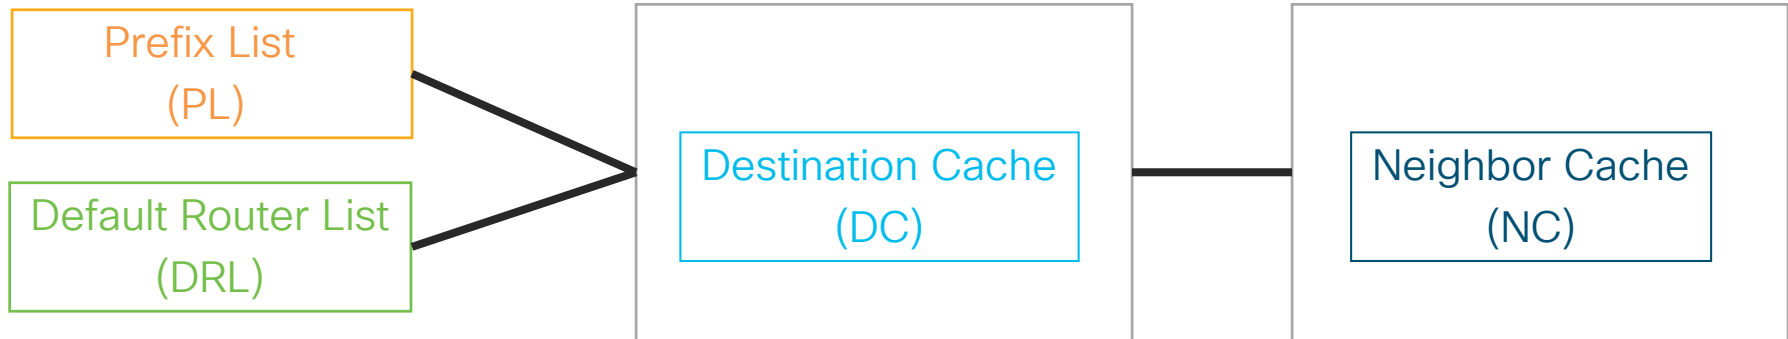 Prefix List
(PL)
Default Router List
(DRL)
Destination Cache
(DC)
Neighbor Cache
(NC)